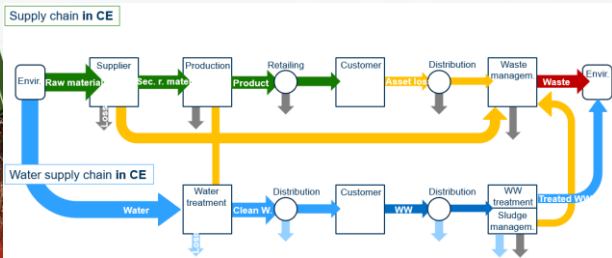 Supply chain in CE
Envir.
Raw material
Supplier
Loss
Sec. r. mate
Production
Product
Retailing
Customer
Asset los
Distribution
Waste
managem.
Waste
Envir.
Water supply chain in CE
Water
Water
treatment
Loss
Clean W.
Distribution
Customer
WW
Distribution
WW
treatment
Sludge
managem.
Treated WW